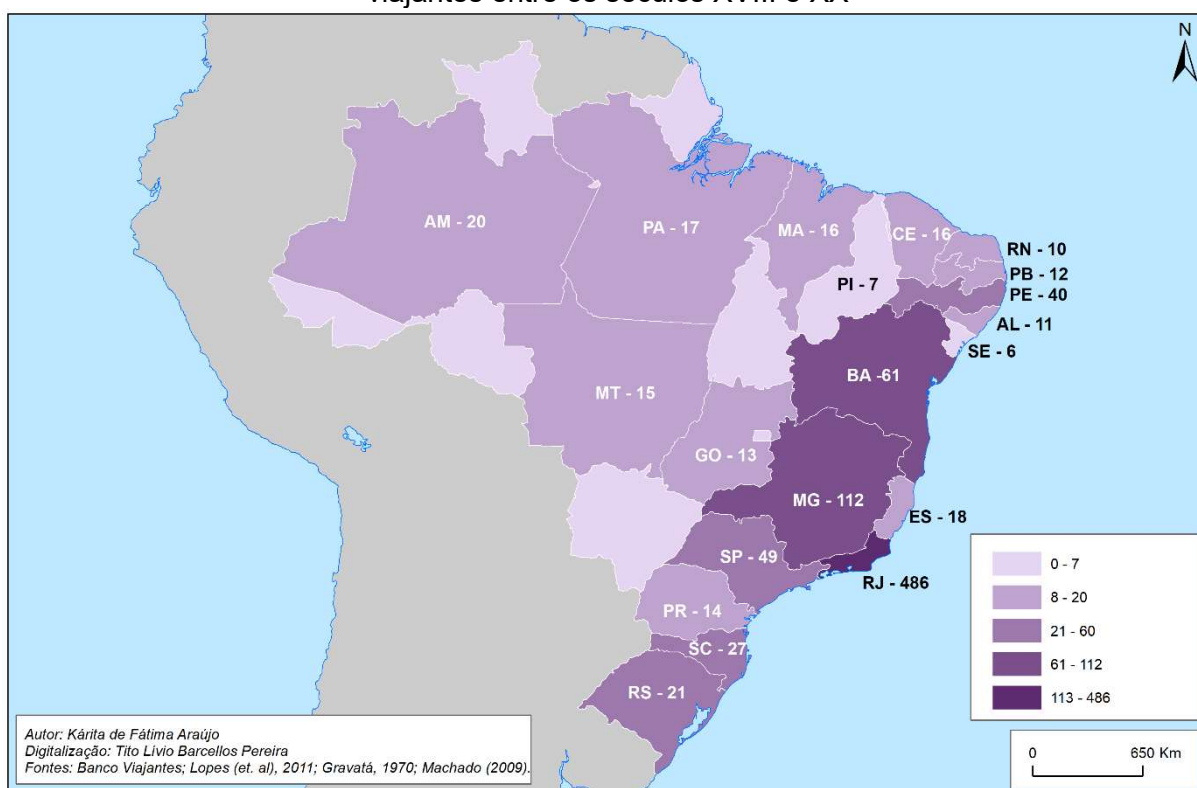 viajantes entre os séculos XVIII e XX
N
AM - 20
PA - 17
MA - 16
CE - 16
RN - 10
PB - 12
PE - 40
PI - 7
AL - 11
SE - 6
BA -61
MT - 15
GO - 13
MG - 112
ES - 18
SP - 49
RJ - 486
PR - 14
SC - 27
RS - 21
0 - 7
8 - 20
21 - 60
61 - 112
113 - 486
Autor: Kárita de Fátima Araújo
Digitalização: Tito Lívio Barcellos Pereira
Fontes: Banco Viajantes; Lopes (et. al), 2011; Gravatá, 1970; Machado (2009).
0 650 Km